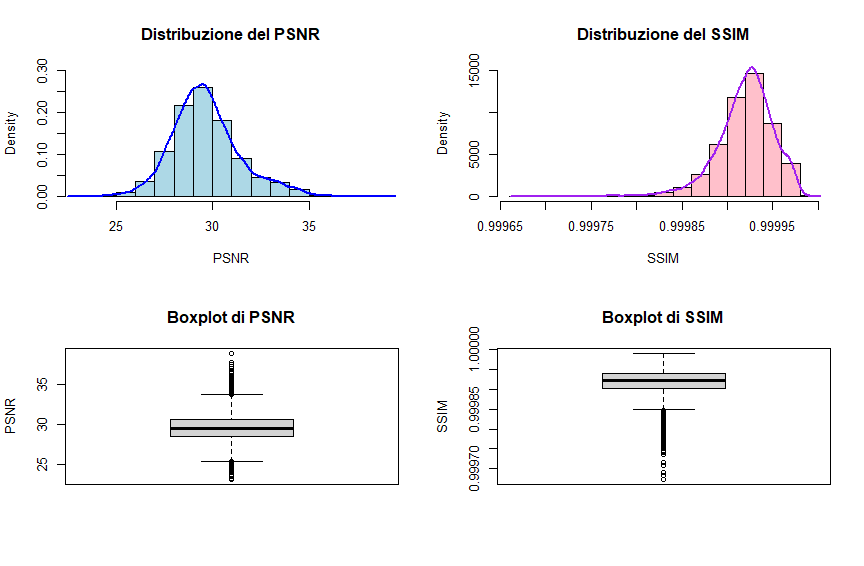 Distribuzione del PSNR
Density
0.00 0.10 0.20 0.30
25 30 35
PSNR
Distribuzione del SSIM
Density
0 5000 15000
0.99965 0.99975 0.99985 0.99995
SSIM
Boxplot di PSNR
PSNR
25 30 35
Boxplot di SSIM
SSIM
0.99970 0.99985 1.00000